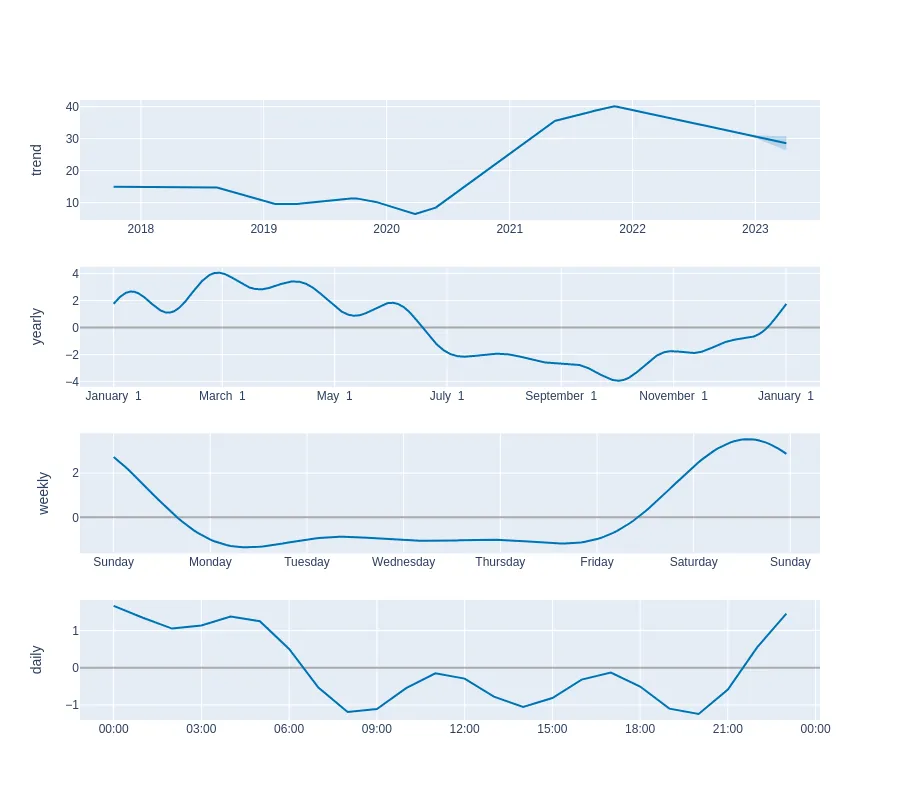 trend
40
30
20
10
2018 2019 2020 2021 2022 2023
yearly
4
2
0
−2
−4
January 1 March 1 May 1 July 1 September 1 November 1 January 1
weekly
2
0
Sunday Monday Tuesday Wednesday Thursday Friday Saturday Sunday
daily
1
0
−1
00:00 03:00 06:00 09:00 12:00 15:00 18:00 21:00 00:00